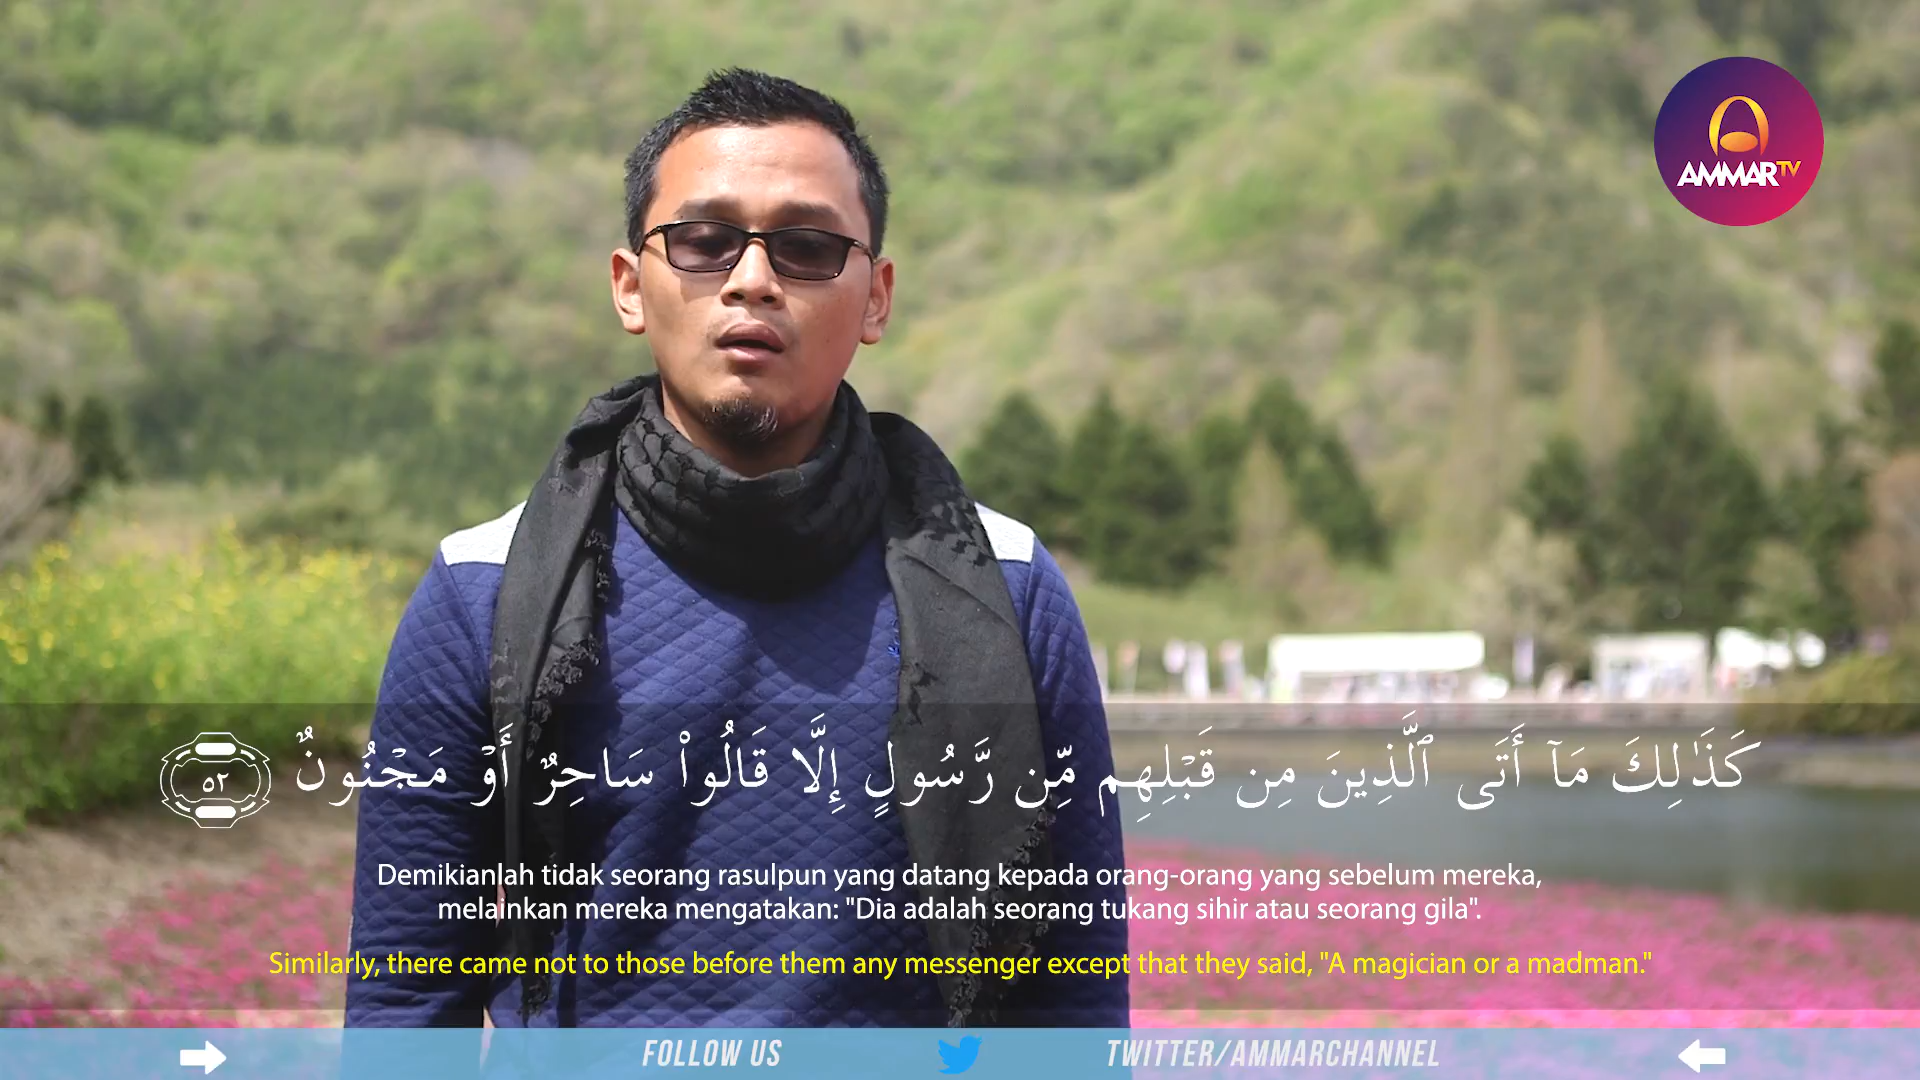 AMMARTV
كَذَٰلِكَ مَآ أَتَى ٱلَّذِينَ مِن قَبْلِهِم مِّن رَّسُولٍ إِلَّا قَالُوا۟ سَاحِرٌ أَوْ مَجْنُونٌ ٥٢
Demikianlah tidak seorang rasulpun yang datang kepada orang-orang yang sebelum mereka,
melainkan mereka mengatakan: "Dia adalah seorang tukang sihir atau seorang gila".
Similarly, there came not to those before them any messenger except that they said, "A magician or a madman."
FOLLOW US TWITTER/AMMARCHANNEL